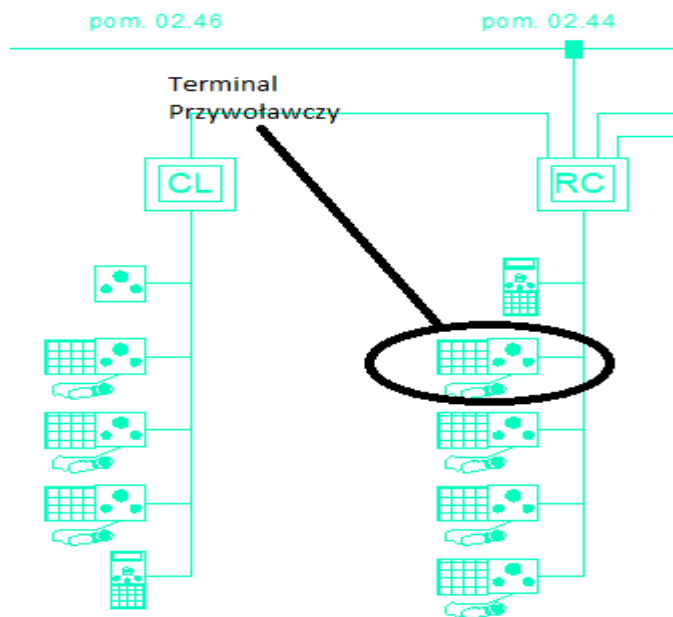 pom. 02.46
pom. 02.44
Terminal
Przywoławczy
CL
RC